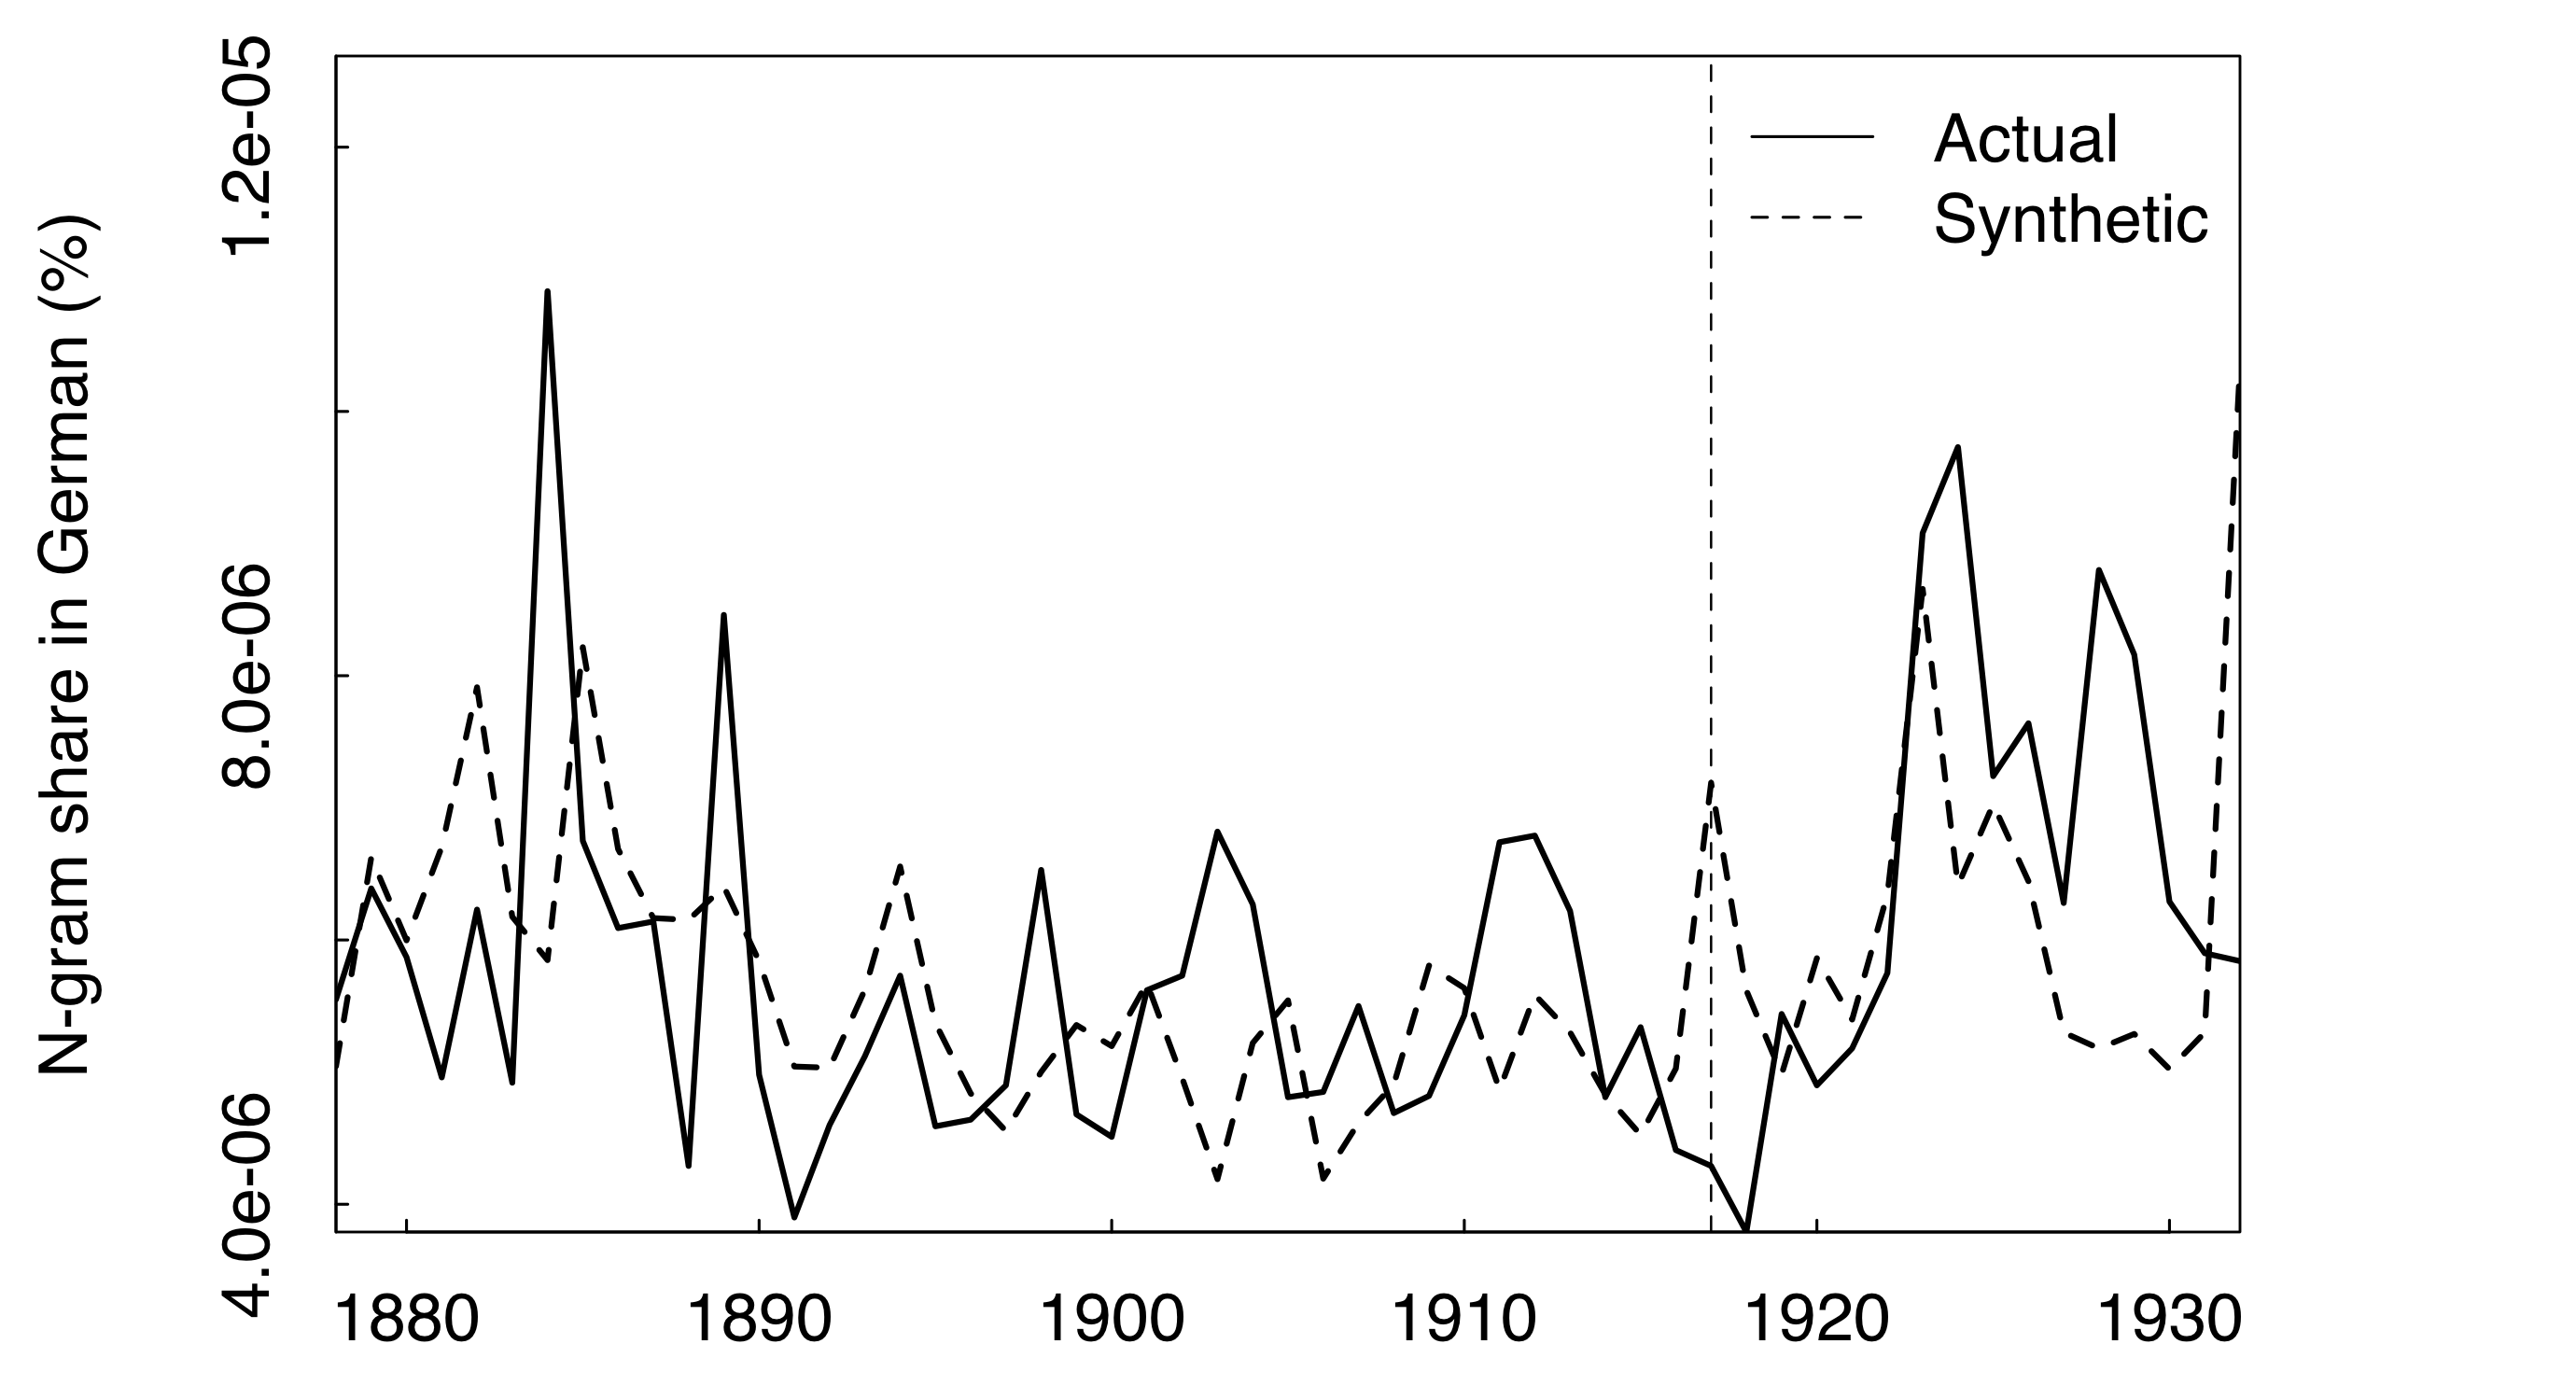 N-gram share in German (%)
1.2e-05
8.0e-06
4.0e-06
Actual
Synthetic
1880 1890 1900 1910 1920 1930